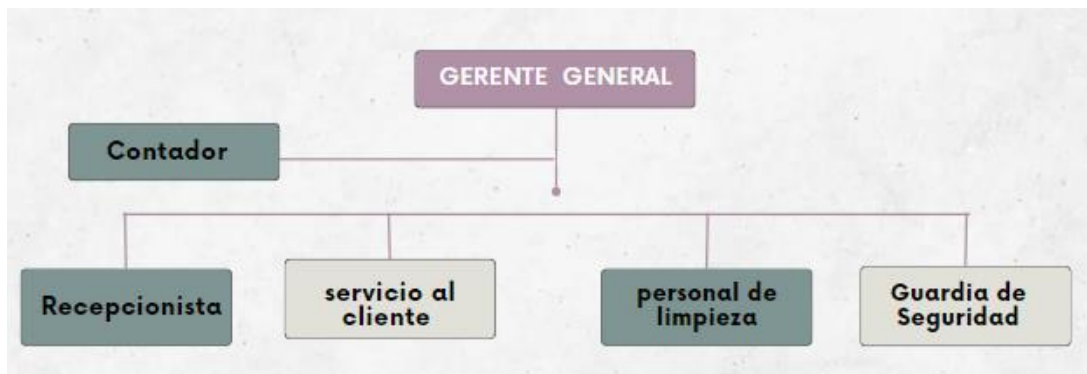 GERENTE GENERAL
Contador
Recepcionista
servicio al
cliente
personal de
limpieza
Guardia de
Seguridad